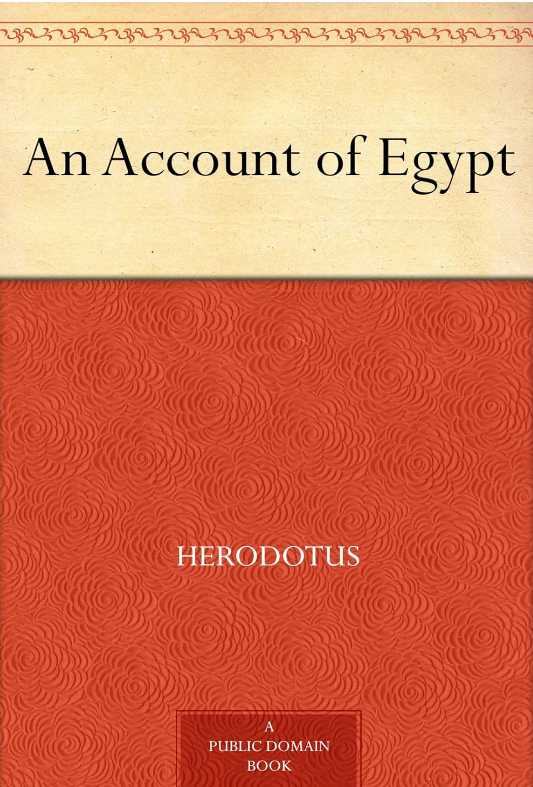 An Account of Egypt
HERODOTUS
A
PUBLIC DOMAIN
BOOK